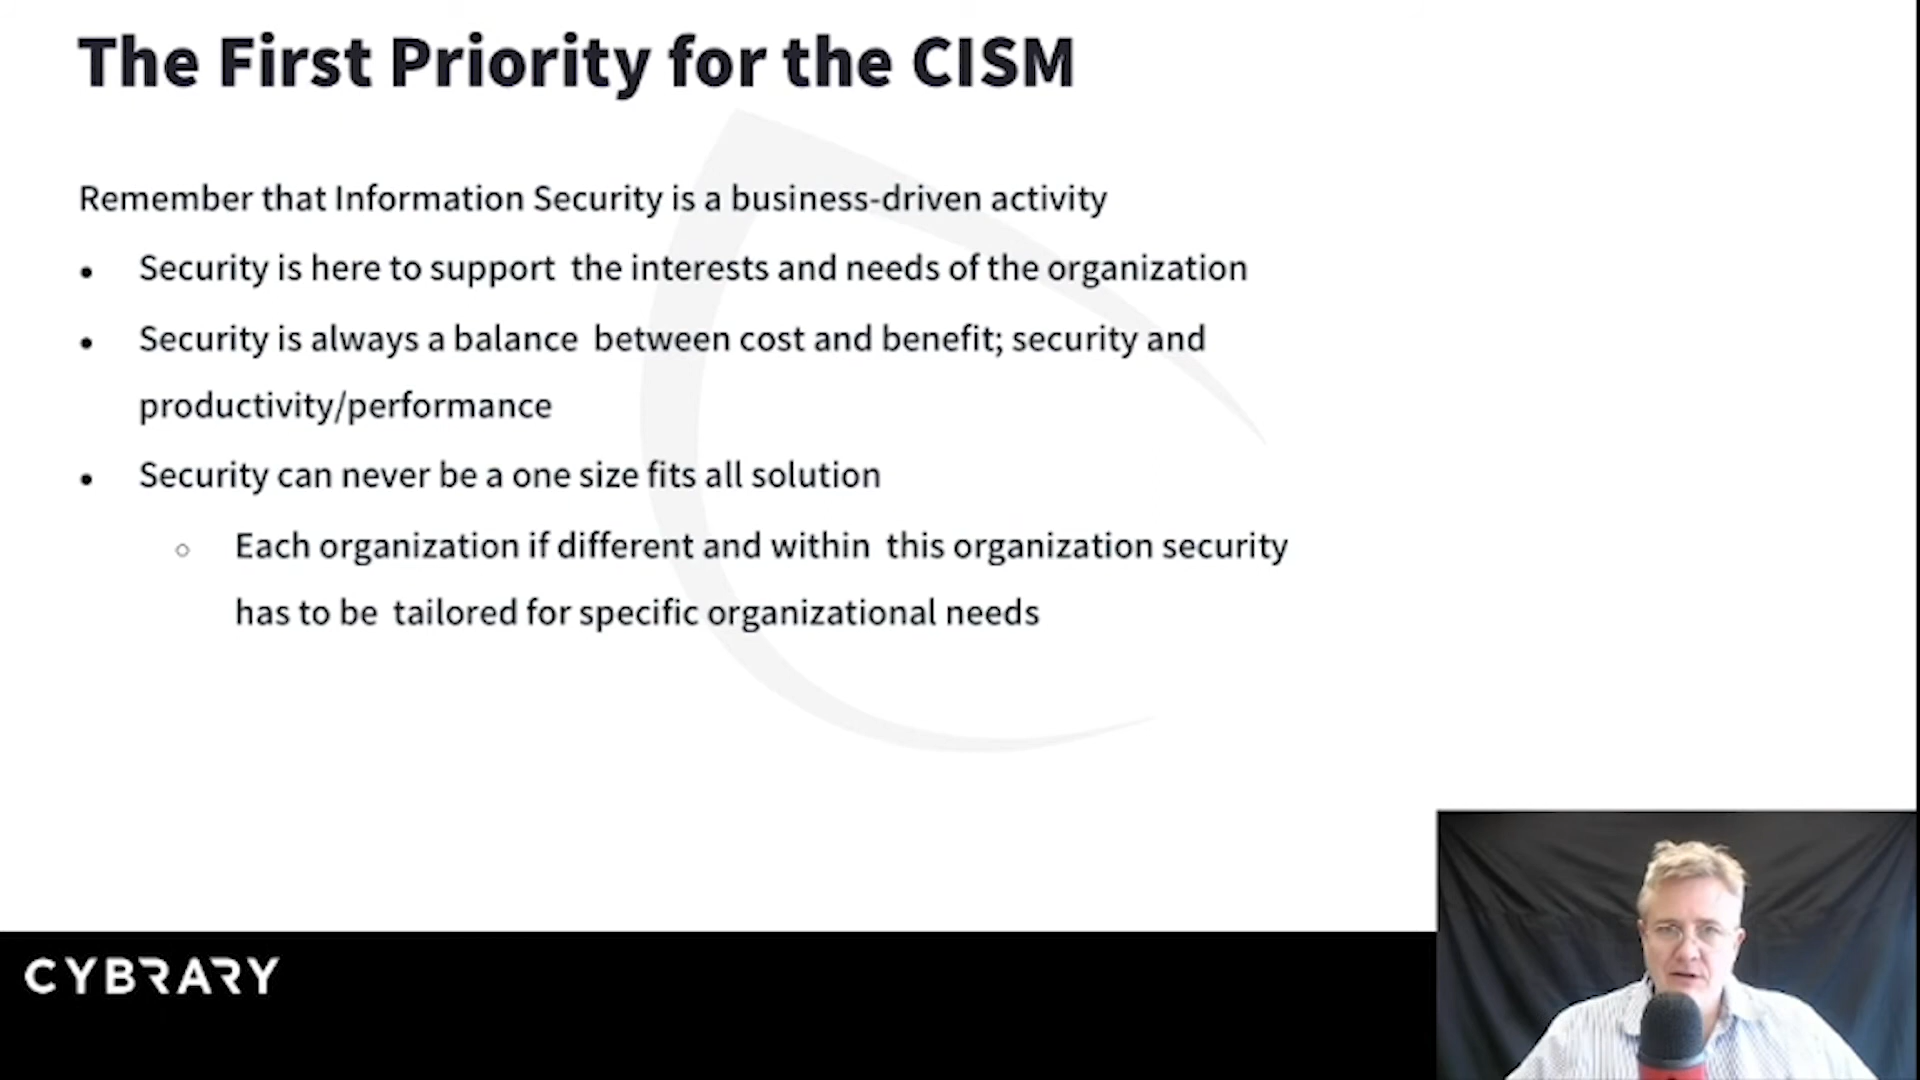 The First Priority for the CISM
Remember that Information Security is a business-driven activity
Security is here to support the interests and needs of the organization
Security is always a balance between cost and benefit; security and
productivity/performance
Security can never be a one size fits all solution
Each organization if different and within this organization security
has to be tailored for specific organizational needs
CYBRARY